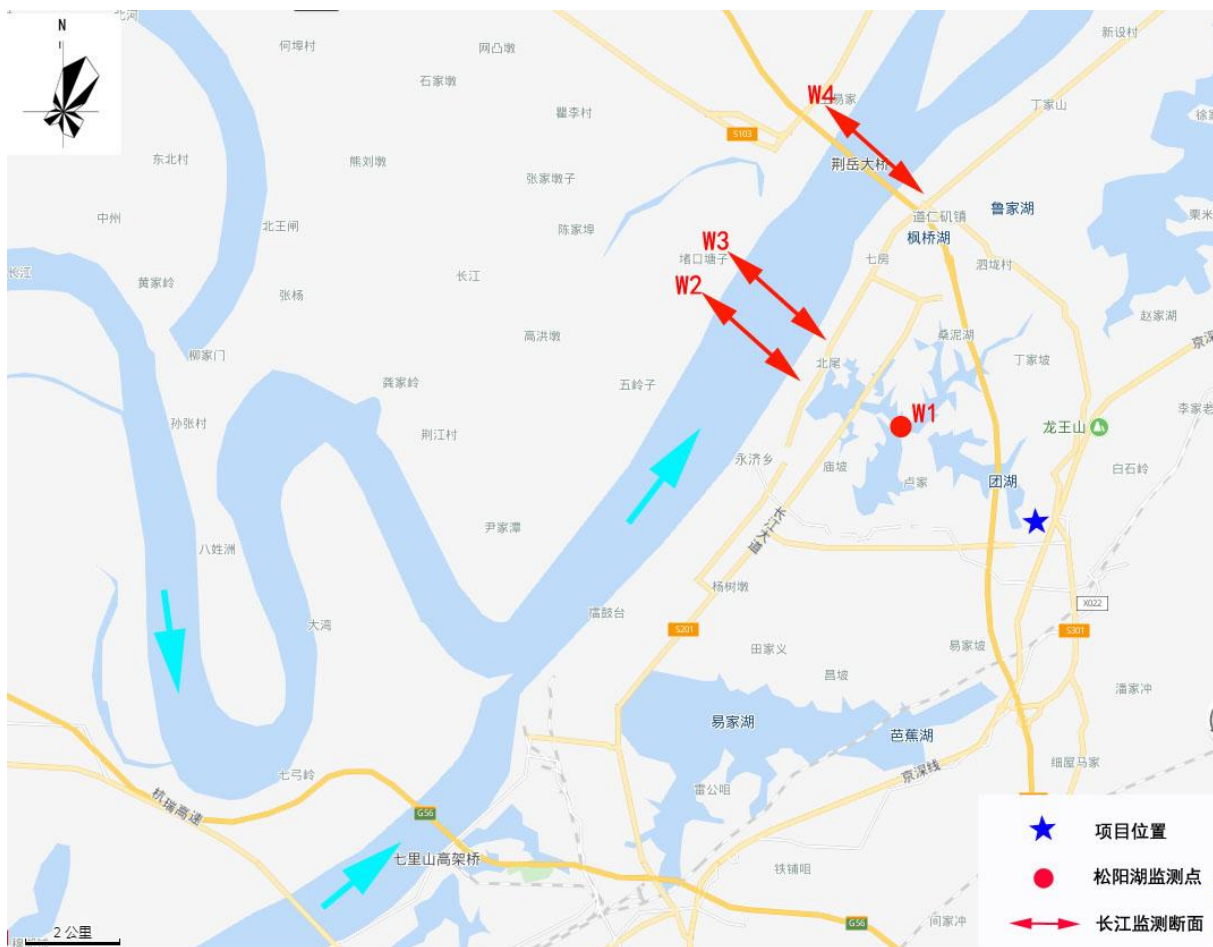 N
北河
何埠村
网凸墩
新设村
石家墩
W4
易家
丁家山
瞿李村
S103
东北村
熊刘墩
荆岳大桥
张家墩子
中州
鲁家湖
栗米
北王闸
陈家埠
道仁矶镇
枫桥湖
W3
堵口塘子
七房
泗垅村
长江
长江
黄家岭
W2
张杨
赵家湖
高洪墩
桑泥湖
京深
柳家门
北尾
丁家坡
龚家岭
五岭子
李家老
孙张村
W1
荆江村
龙王山
永济乡
庙坡
白石岭
卢家
团湖
尹家潭
长江大道
八姓洲
杨树墩
擂鼓台
X022
大湾
S201
S301
田家义
易家坡
昌坡
潘家冲
易家湖
芭蕉湖
七弓岭
京深线
细屋马家
雷公咀
杭瑞高速
G56
项目位置
七里山高架桥
铁铺咀
松阳湖监测点
G56
间家冲
长江监测断面
2 公里